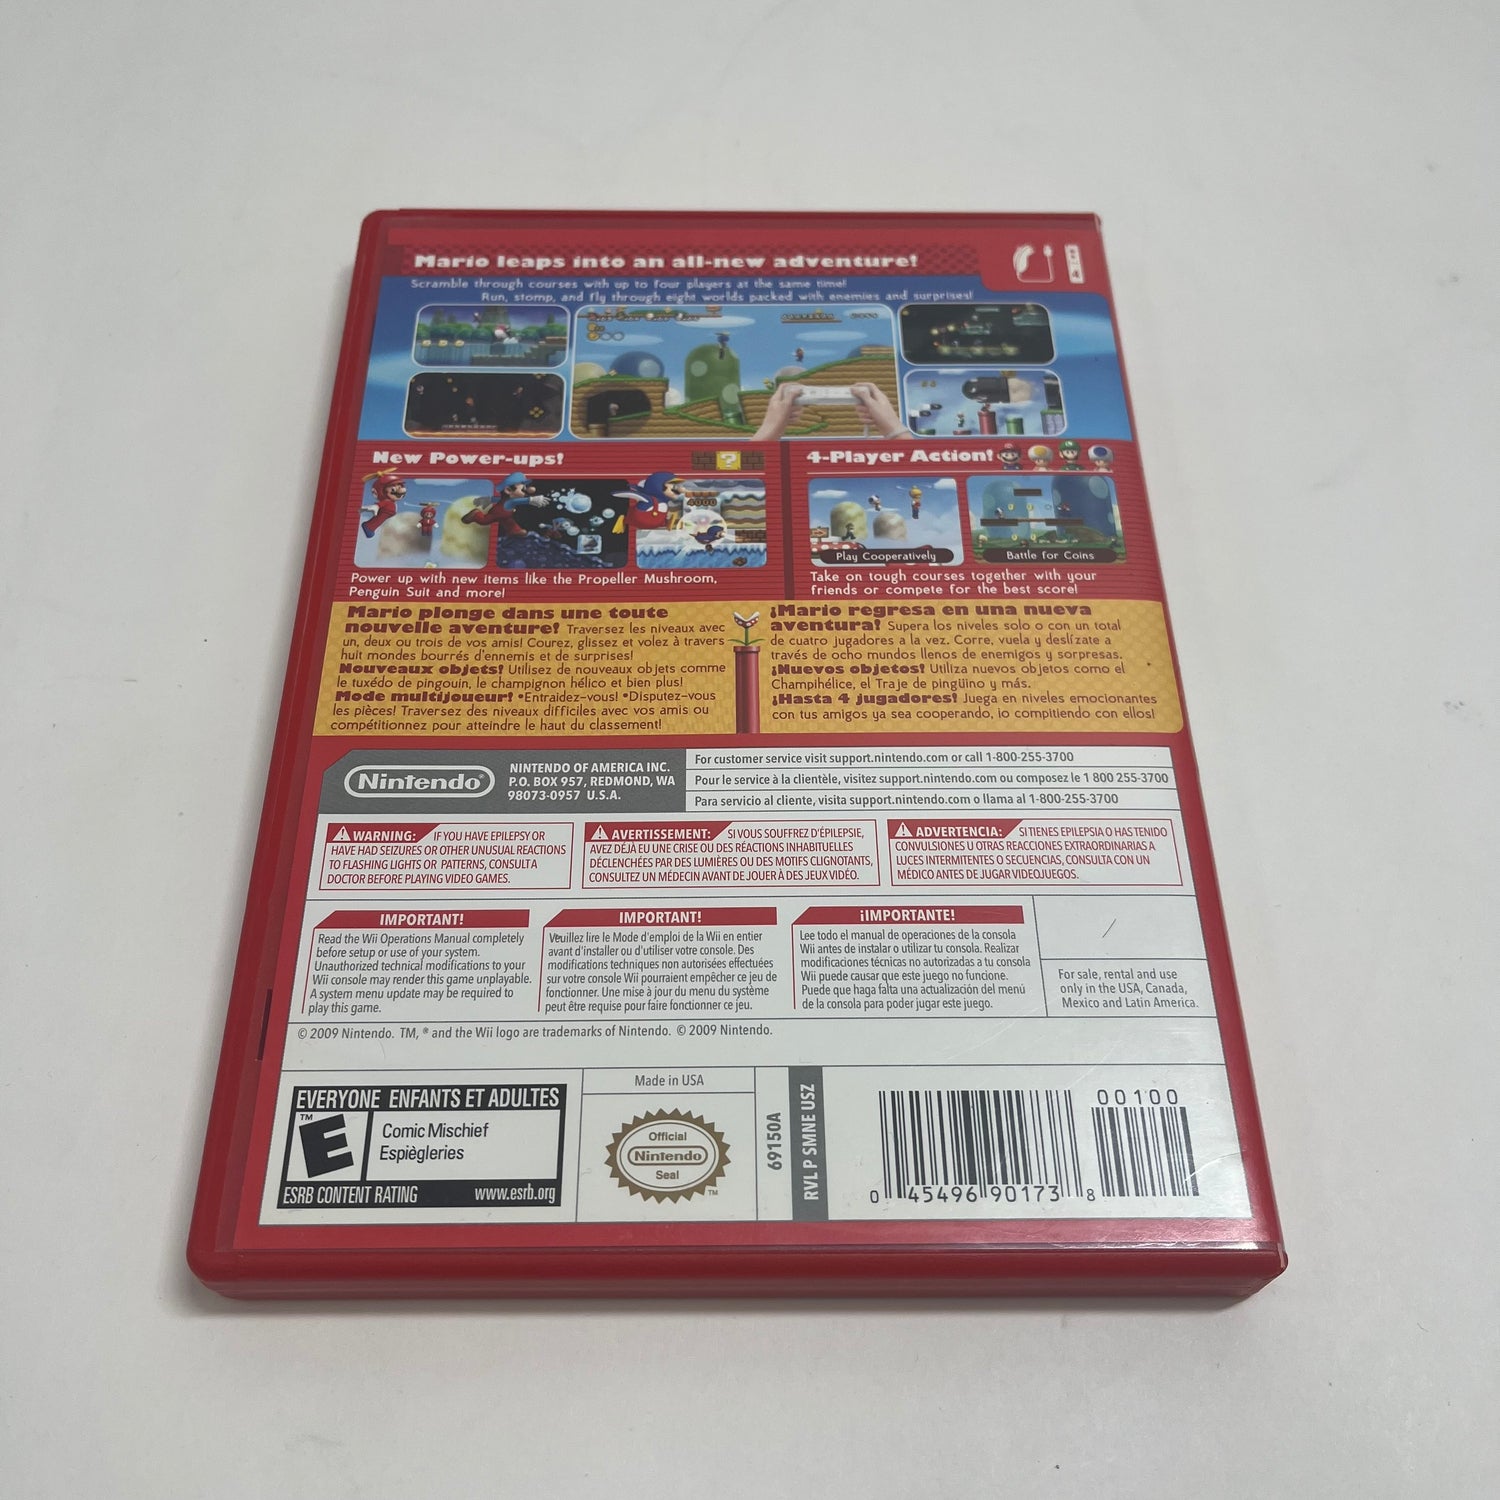 Mario leaps into an all-new adventure!
Scramble through courses with up to four players at the same time!
Run, stomp, and fly through eight worlds packed with enemies and surprises!
New Power-ups!
4-Player Action!
4000
Play Cooperatively
Battle for Coins
Power up with new items like the Propeller Mushroom,
Penguin Suit and more!
Take on tough courses together with your
friends or compete for the best score!
Mario plonge dans une toute
nouvelle aventure! Traversez les niveaux avec
un, deux ou trois de vos amis! Courez, glissez et volez à travers
huit mondes bourrés d'ennemis et de surprises!
Nouveaux objets! Utilisez de nouveaux objets comme
le tuxédo de pingouin, le champignon hélico et bien plus!
Mode multijoueur! •Entraidez-vous! •Disputez-vous
les pièces! Traversez des niveaux difficiles avec vos amis ou
compétitionnez pour atteindre le haut du classement!
¡Mario regresa en una nueva
aventura! Supera los niveles solo o con un total
de cuatro jugadores a la vez. Corre, vuela y deslízate a
través de ocho mundos llenos de enemigos y sorpresas.
¡Nuevos objetos! Utiliza nuevos objetos como el
Champihélice, el Traje de pingüino y más.
¡Hasta 4 jugadores! Juega en niveles emocionantes
con tus amigos ya sea cooperando, ¡o compitiendo con ellos!
Nintendo®
NINTENDO OF AMERICA INC.
P.O. BOX 957, REDMOND, WA
98073-0957 U.S.A.
For customer service visit support.nintendo.com or call 1-800-255-3700
Pour le service à la clientèle, visitez support.nintendo.com ou composez le 1 800 255-3700
Para servicio al cliente, visita support.nintendo.com o llama al 1-800-255-3700
WARNING: IF YOU HAVE EPILEPSY OR
HAVE HAD SEIZURES OR OTHER UNUSUAL REACTIONS
TO FLASHING LIGHTS OR PATTERNS, CONSULT A
DOCTOR BEFORE PLAYING VIDEO GAMES.
AVERTISSEMENT: SI VOUS SOUFFREZ D'ÉPILEPSIE,
AVEZ DÉJÀ EU UNE CRISE OU DES RÉACTIONS INHABITUELLES
DÉCLENCHÉES PAR DES LUMIÈRES OU DES MOTIFS CLIGNOTANTS,
CONSULTEZ UN MÉDECIN AVANT DE JOUER À DES JEUX VIDÉO.
ADVERTENCIA: SI TIENES EPILEPSIA O HAS TENIDO
CONVULSIONES U OTRAS REACCIONES EXTRAORDINARIAS A
LUCES INTERMITENTES O SECUENCIAS, CONSULTA CON UN
MÉDICO ANTES DE JUGAR VIDEOJUEGOS.
IMPORTANT!
Read the Wii Operations Manual completely
before setup or use of your system.
Unauthorized technical modifications to your
Wii console may render this game unplayable.
A system menu update may be required to
play this game.
IMPORTANT!
Veuillez lire le Mode d'emploi de la Wii en entier
avant d'installer ou d'utiliser votre console. Des
modifications techniques non autorisées effectuées
sur votre console Wii pourraient empêcher ce jeu de
fonctionner. Une mise à jour du menu du système
peut être requise pour faire fonctionner ce jeu.
¡IMPORTANTE!
Lee todo el manual de operaciones de la consola
Wii antes de instalar o utilizar tu consola. Realizar
modificaciones técnicas no autorizadas a tu consola
Wii puede causar que este juego no funcione.
Puede que haga falta una actualización del menú
de la consola para poder jugar este juego.
For sale, rental and use
only in the USA, Canada,
Mexico and Latin America.
© 2009 Nintendo. TM, ® and the Wii logo are trademarks of Nintendo. © 2009 Nintendo.
EVERYONE ENFANTS ET ADULTES
E™
Comic Mischief
Espiègleries
ESRB CONTENT RATING www.esrb.org
Made in USA
Official
Nintendo
Seal
™
69150A
RVL P SMNE USZ
0 45496 90173 8
00100